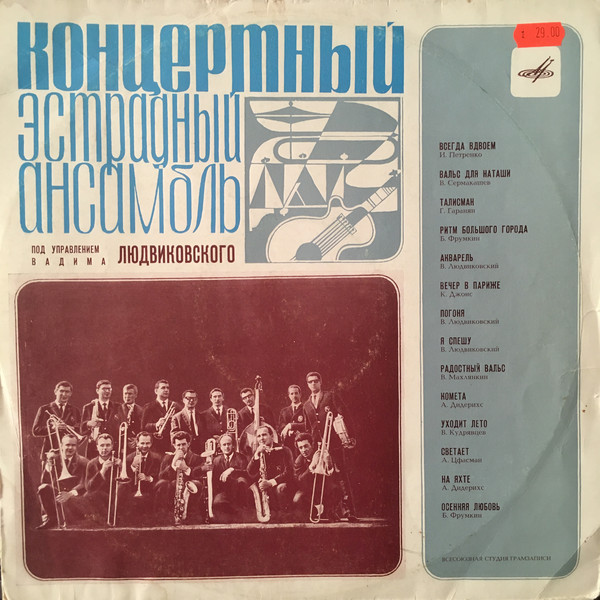 КОНЦЕРТНЫЙ
ЭСТРАДНЫЙ
АНСАМБЛЬ
ПОД УПРАВЛЕНИЕМ
ВАДИМА ЛЮДВИКОВСКОГО
29.00
ВСЕГДА ВДВОЕМ
И. Петренко
ВАЛЬС ДЛЯ НАТАШИ
В. Сермакашев
ТАЛИСМАН
Г. Гаранян
РИТМ БОЛЬШОГО ГОРОДА
Б. Фрумкин
АКВАРЕЛЬ
В. Людвиковский
ВЕЧЕР В ПАРИЖЕ
К. Джонс
ПОГОНЯ
В. Людвиковский
Я СПЕШУ
В. Людвиковский
РАДОСТНЫЙ ВАЛЬС
В. Махлянкин
КОМЕТА
А. Дидерихс
УХОДИТ ЛЕТО
В. Кудрявцев
СВЕТАЕТ
А. Цфасман
НА ЯХТЕ
А. Дидерихс
ОСЕННЯЯ ЛЮБОВЬ
Б. Фрумкин
ВСЕСОЮЗНАЯ СТУДИЯ ГРАМЗАПИСИ